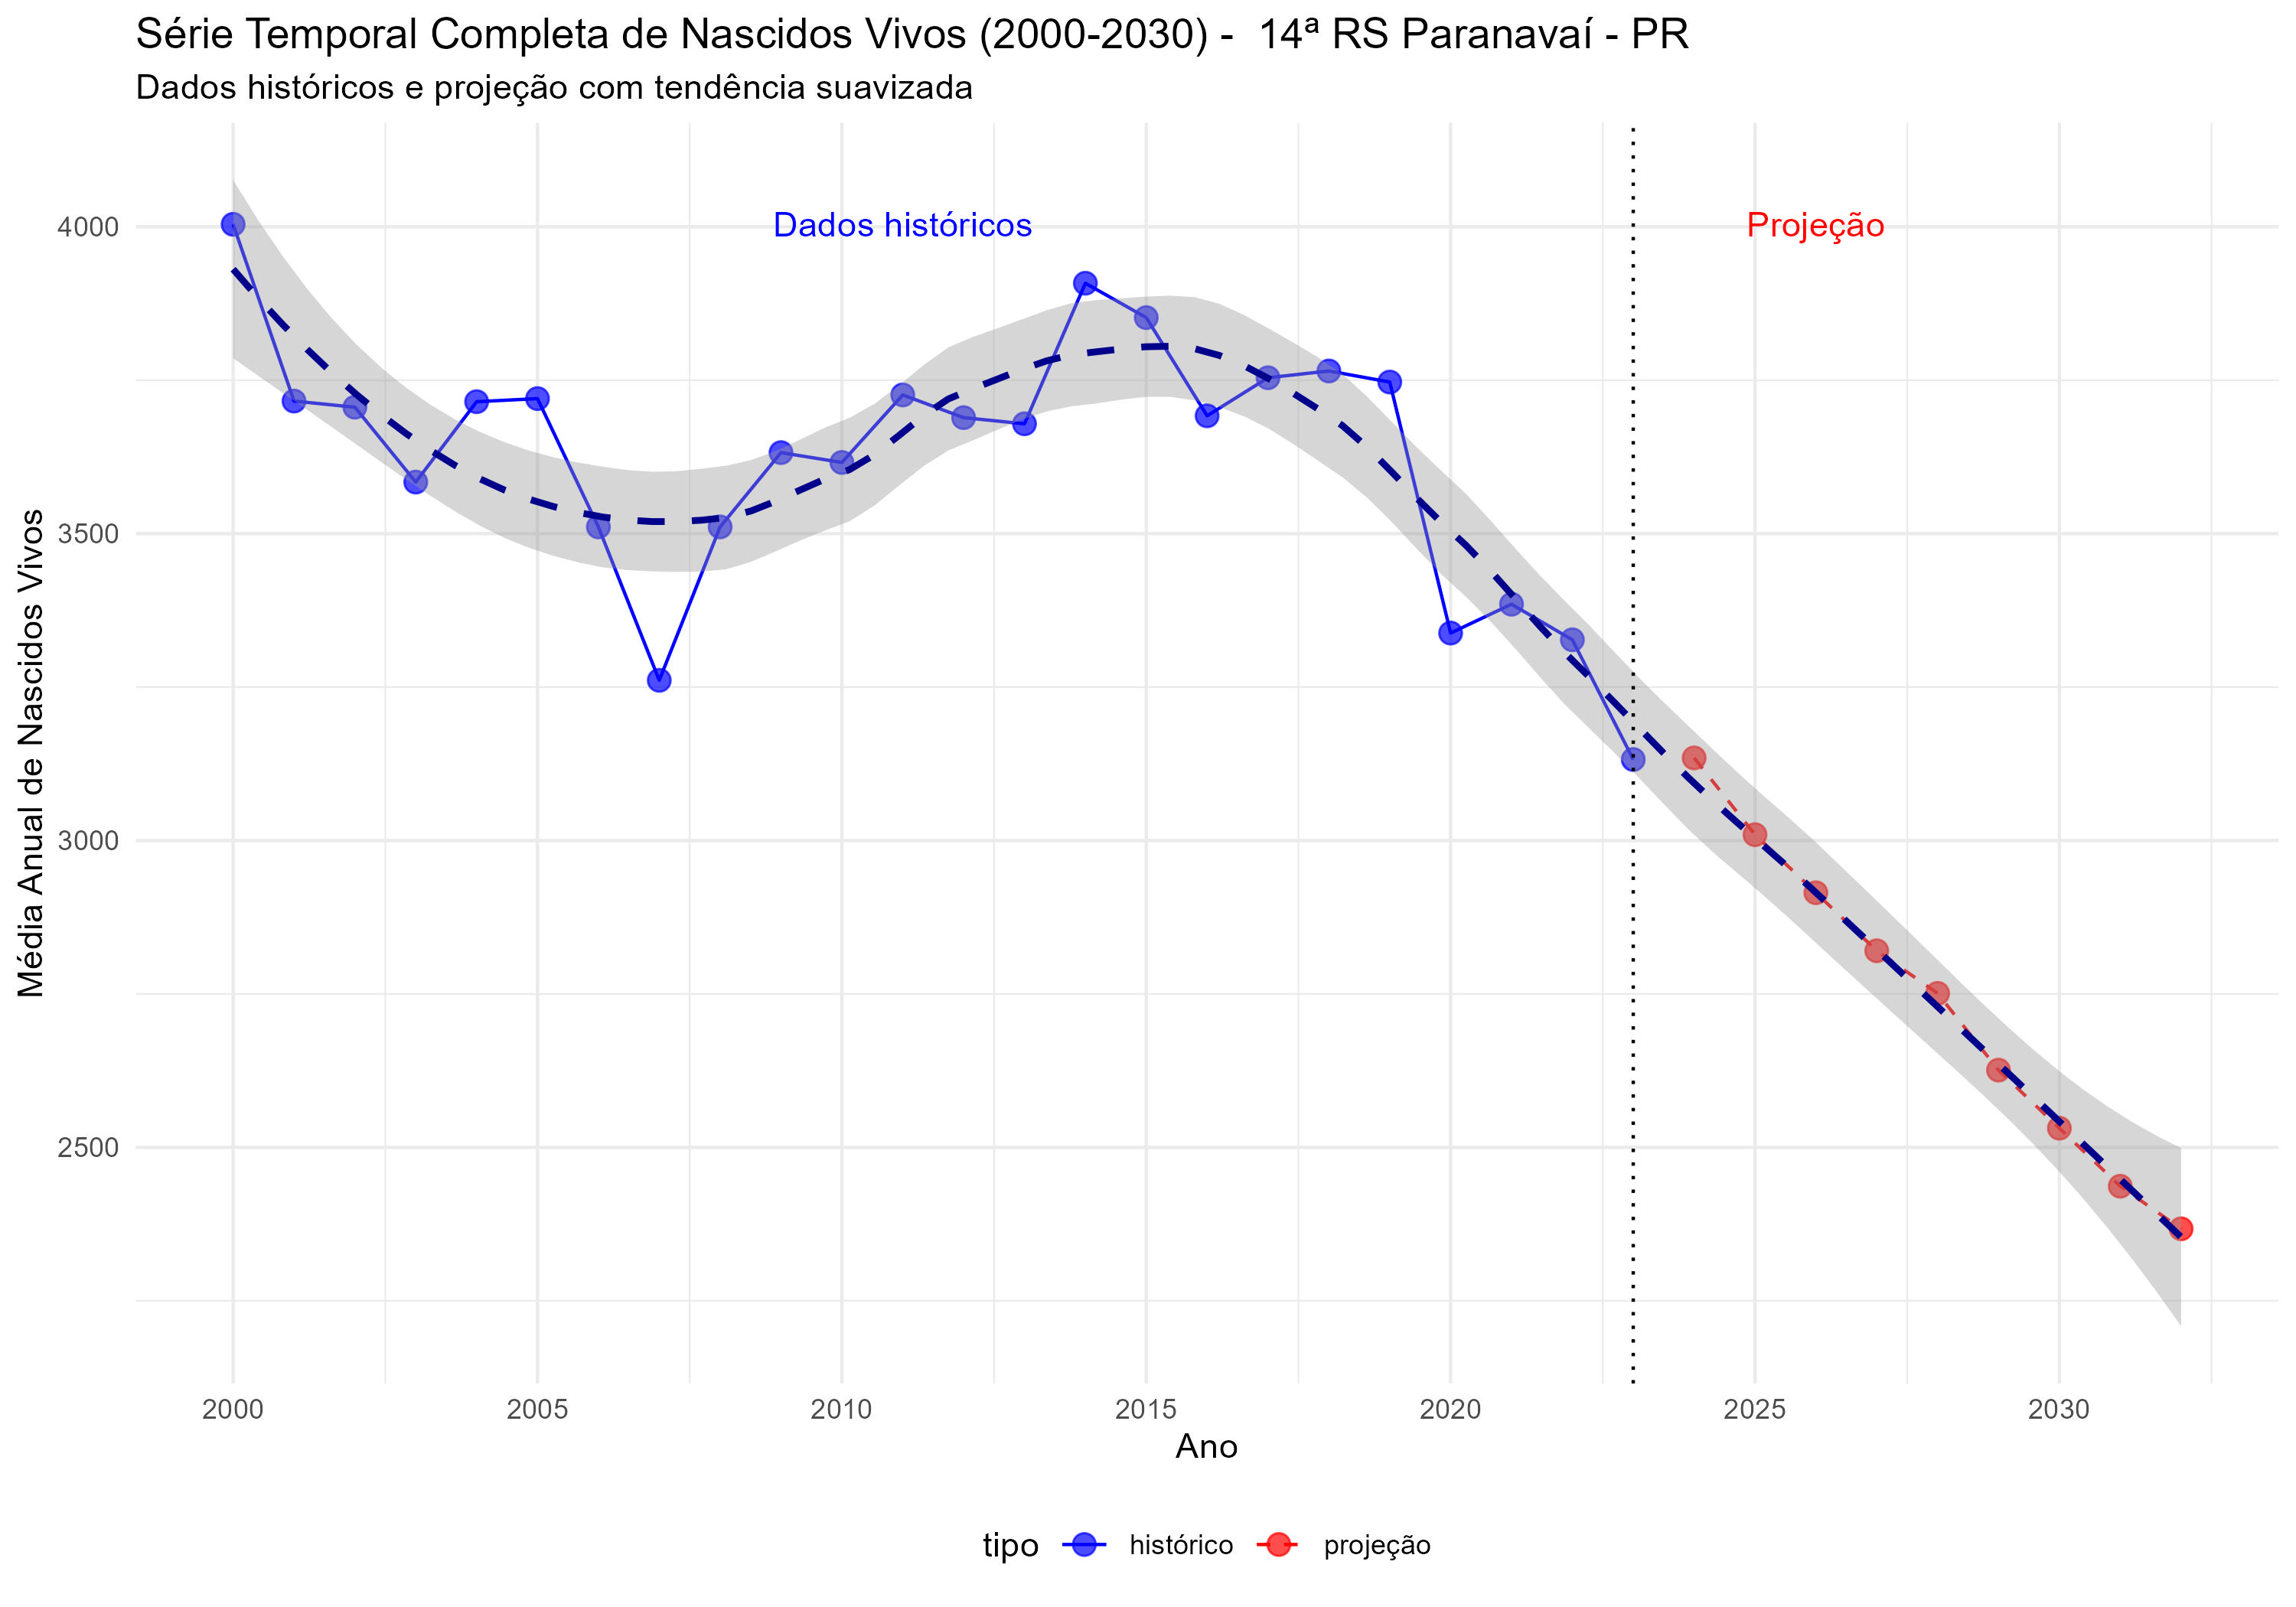 Série Temporal Completa de Nascidos Vivos (2000-2030) -  14ª RS Paranavaí - PR
Dados históricos e projeção com tendência suavizada
Dados históricos
Projeção
4000
3500
3000
2500
Média Anual de Nascidos Vivos
2000
2005
2010
2015
2020
2025
2030
Ano
tipo
histórico
projeção